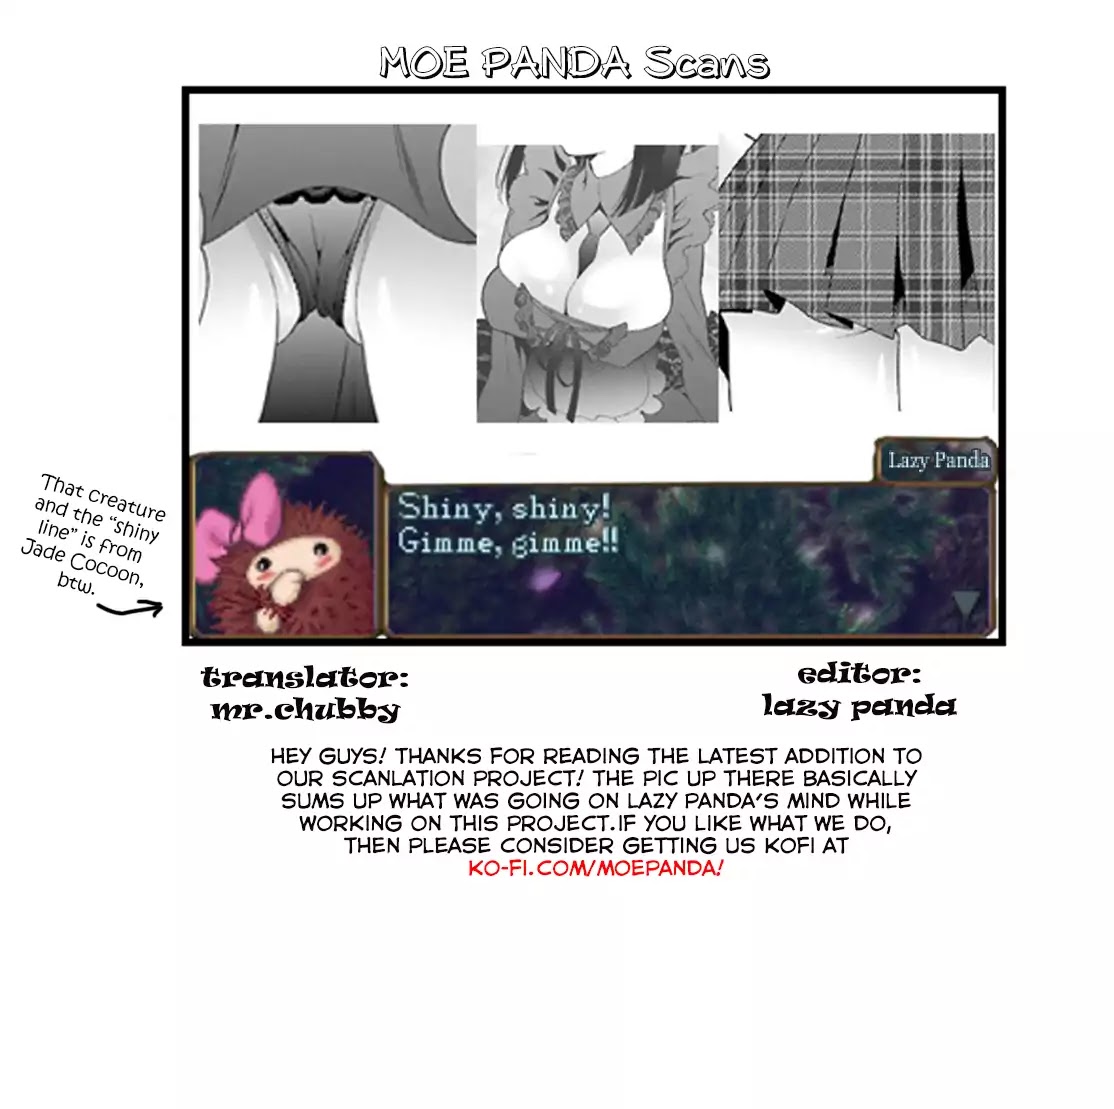 MOE PANDA Scans
Lazy Panda
Shiny, shiny!
Gimme, gimme!!
That creature
and the "shiny
line" is from
Jade Cocoon,
btw.
translator:
mr.chubby
editor:
lazy panda
HEY GUYS! THANKS FOR READING THE LATEST ADDITION TO
OUR SCANLATION PROJECT! THE PIC UP THERE BASICALLY
SUMS UP WHAT WAS GOING ON LAZY PANDA'S MIND WHILE
WORKING ON THIS PROJECT.IF YOU LIKE WHAT WE DO,
THEN PLEASE CONSIDER GETTING US KOFI AT
KO-FI.COM/MOEPANDA!